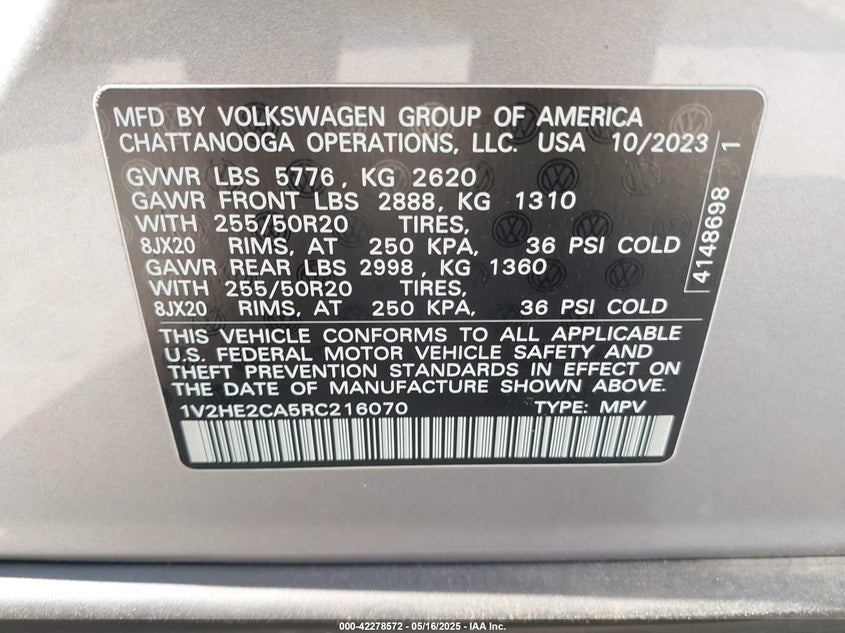 MFD BY VOLKSWAGEN GROUP OF AMERICA
CHATTANOOGA OPERATIONS, LLC. USA 10/2023
GVWR LBS 5776, KG 2620
GAWR FRONT LBS 2888, KG 1310
WITH 255/50R20 TIRES,
8JX20 RIMS, AT 250 KPA, 36 PSI COLD
GAWR REAR LBS 2998, KG 1360
WITH 255/50R20 TIRES,
8JX20 RIMS, AT 250 KPA, 36 PSI COLD
4148698 1
THIS VEHICLE CONFORMS TO ALL APPLICABLE
U.S. FEDERAL MOTOR VEHICLE SAFETY AND
THEFT PREVENTION STANDARDS IN EFFECT ON
THE DATE OF MANUFACTURE SHOWN ABOVE.
1V2HE2CA5RC216070 TYPE: MPV
000-42278572 - 05/16/2025 - IAA Inc.